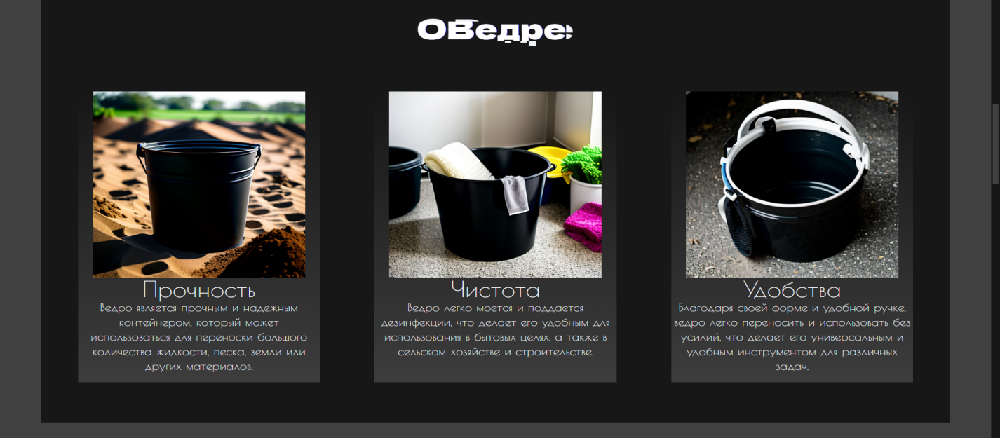 ОВедре
Прочность
Ведро является прочным и надежным
контейнером, который может
использоваться для переноски большого
количества жидкости, песка, земли или
других материалов.
Чистота
Ведро легко моется и поддается
дезинфекции, что делает его удобным для
использования в бытовых целях, а также в
сельском хозяйстве и строительстве.
Удобства
Благодаря своей форме и удобной ручке,
ведро легко переносить и использовать без
усилий, что делает его универсальным и
удобным инструментом для различных
задач.